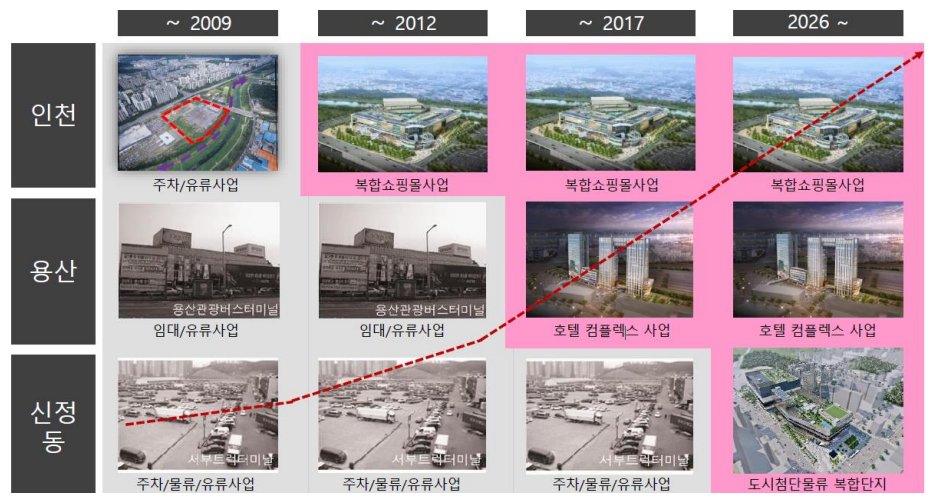 ~ 2009
~ 2012
~ 2017
2026 ~
인천
주차/유류사업
복합쇼핑몰사업
복합쇼핑몰사업
복합쇼핑몰사업
용산
용산관광버스터미널
용산관광버스터미널
임대/유류사업
임대/유류사업
호텔 컴플렉스 사업
호텔 컴플렉스 사업
신정
동
서부트럭터미널
서부트럭터미널
서부트럭터미널
주차/물류/유류사업
주차/물류/유류사업
주차/물류/유류사업
도시첨단물류 복합단지